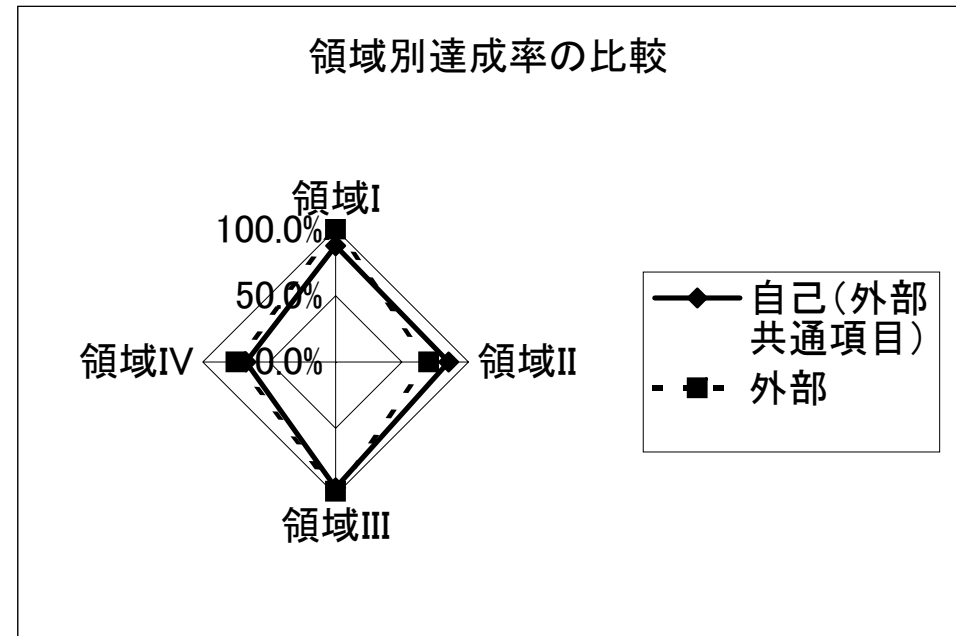 領域別達成率の比較
領域I
100.0%
50.0%
0.0%
領域IV
領域II
領域III
自己(外部
共通項目)
外部